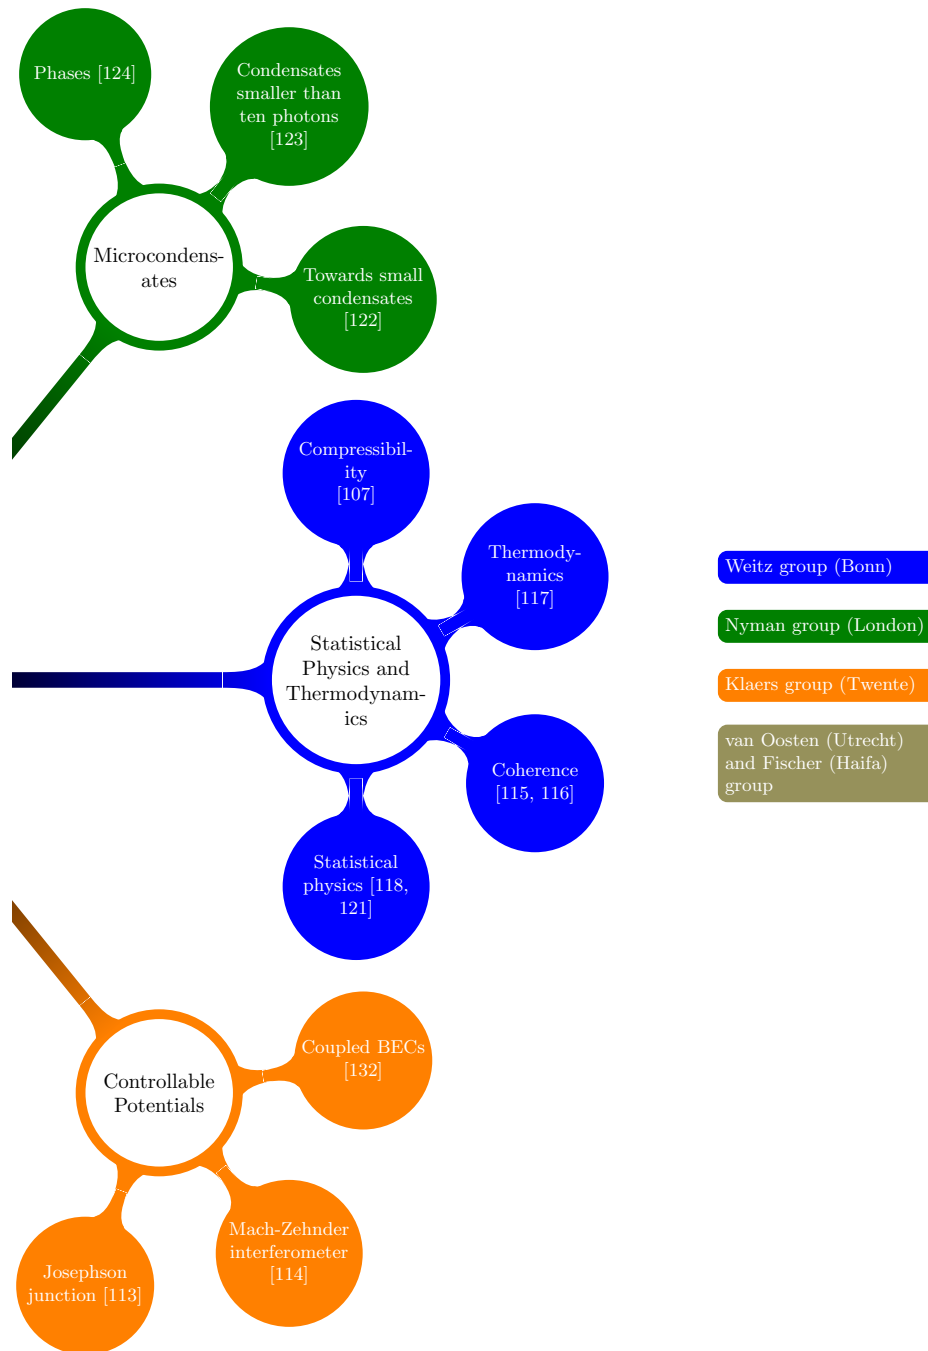 Phases [124]
Condensates
smaller than
ten photons
[123]
Microcondens-
ates
Towards small
condensates
[122]
Compressibil-
ity
[107]
Thermody-
namics
[117]
Statistical
Physics and
Thermodynam-
ics
Coherence
[115, 116]
Statistical
physics [118,
121]
Weitz group (Bonn)
Nyman group (London)
Klaers group (Twente)
van Oosten (Utrecht)
and Fischer (Haifa)
group
Coupled BECs
[132]
Controllable
Potentials
Mach-Zehnder
interferometer
[114]
Josephson
junction [113]